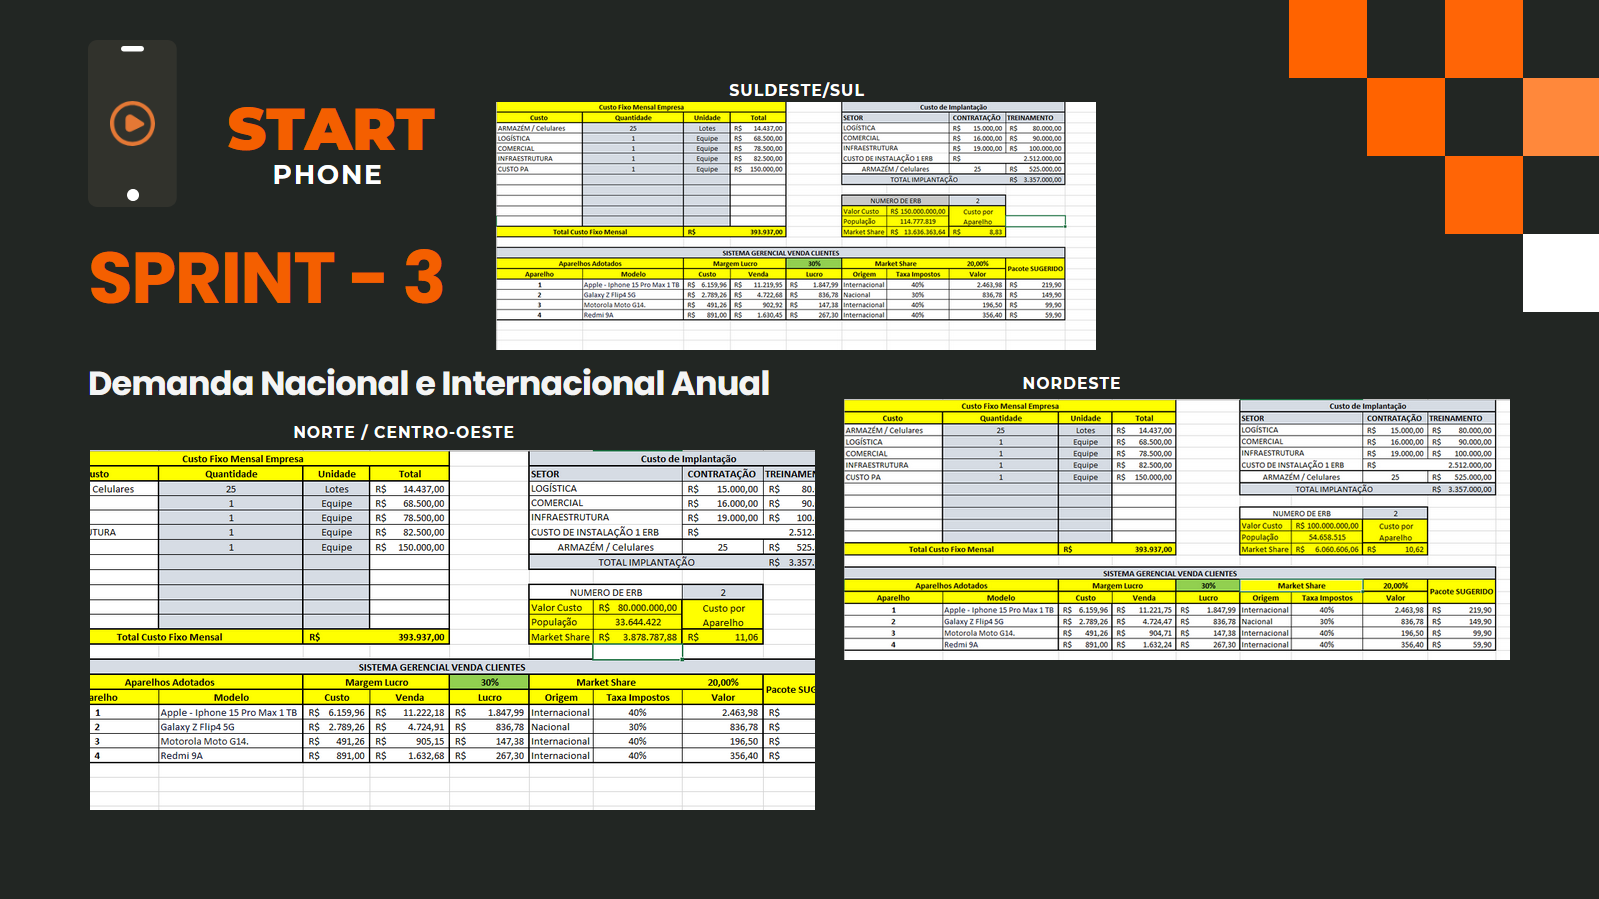 START
PHONE
SPRINT - 3
SULDESTE/SUL
Custo Fixo Mensal Empresa
Custo Quantidade Unidade Total
ARMAZÉM / Celulares 25 Lotes R$ 14.437,00
LOGÍSTICA 1 Equipe R$ 68.500,00
COMERCIAL 1 Equipe R$ 78.500,00
INFRAESTRUTURA 1 Equipe R$ 82.500,00
CUSTO PA 1 Equipe R$ 150.000,00
Total Custo Fixo Mensal R$ 393.937,00
Custo de Implantação
SETOR CONTRATAÇÃO TREINAMENTO
LOGÍSTICA R$ 15.000,00 R$ 80.000,00
COMERCIAL R$ 16.000,00 R$ 90.000,00
INFRAESTRUTURA R$ 19.000,00 R$ 100.000,00
CUSTO DE INSTALAÇÃO 1 ERB R$ 2.512.000,00
ARMAZÉM / Celulares 25 R$ 525.000,00
TOTAL IMPLANTAÇÃO R$ 3.357.000,00
NUMERO DE ERB 2
Valor Custo R$ 150.000.000,00 Custo por
População 114.777.819 Aparelho
Market Share R$ 13.636.363,64 R$ 8,83
SISTEMA GERENCIAL VENDA CLIENTES
Aparelhos Adotados Margem Lucro 30% Market Share 20,00% Pacote SUGERIDO
Aparelho Modelo Custo Venda Lucro Origem Taxa Impostos Valor
1 Apple - Iphone 15 Pro Max 1 TB R$ 6.159,96 R$ 11.219,95 R$ 1.847,99 Internacional 40% 2.463,98 R$ 219,90
2 Galaxy Z Flip4 5G R$ 2.789,26 R$ 4.722,68 R$ 836,78 Nacional 30% 836,78 R$ 149,90
3 Motorola Moto G14. R$ 491,26 R$ 902,92 R$ 147,38 Internacional 40% 196,50 R$ 99,90
4 Redmi 9A R$ 891,00 R$ 1.630,45 R$ 267,30 Internacional 40% 356,40 R$ 59,90
Demanda Nacional e Internacional Anual
NORTE / CENTRO-OESTE
Custo Fixo Mensal Empresa
usto Quantidade Unidade Total
Celulares 25 Lotes R$ 14.437,00
1 Equipe R$ 68.500,00
1 Equipe R$ 78.500,00
UTURA 1 Equipe R$ 82.500,00
1 Equipe R$ 150.000,00
Total Custo Fixo Mensal R$ 393.937,00
Custo de Implantação
SETOR CONTRATAÇÃO TREINAMEN
LOGÍSTICA R$ 15.000,00 R$ 80.
COMERCIAL R$ 16.000,00 R$ 90.
INFRAESTRUTURA R$ 19.000,00 R$ 100.
CUSTO DE INSTALAÇÃO 1 ERB R$ 2.512.
ARMAZÉM / Celulares 25 R$ 525.
TOTAL IMPLANTAÇÃO R$ 3.357.
NUMERO DE ERB 2
Valor Custo R$ 80.000.000,00 Custo por
População 33.644.422 Aparelho
Market Share R$ 3.878.787,88 R$ 11,06
SISTEMA GERENCIAL VENDA CLIENTES
Aparelhos Adotados Margem Lucro 30% Market Share 20,00% Pacote SUG
arelho Modelo Custo Venda Lucro Origem Taxa Impostos Valor
1 Apple - Iphone 15 Pro Max 1 TB R$ 6.159,96 R$ 11.222,18 R$ 1.847,99 Internacional 40% 2.463,98 R$
2 Galaxy Z Flip4 5G R$ 2.789,26 R$ 4.724,91 R$ 836,78 Nacional 30% 836,78 R$
3 Motorola Moto G14. R$ 491,26 R$ 905,15 R$ 147,38 Internacional 40% 196,50 R$
4 Redmi 9A R$ 891,00 R$ 1.632,68 R$ 267,30 Internacional 40% 356,40 R$
NORDESTE
Custo Fixo Mensal Empresa
Custo Quantidade Unidade Total
ARMAZÉM / Celulares 25 Lotes R$ 14.437,00
LOGÍSTICA 1 Equipe R$ 68.500,00
COMERCIAL 1 Equipe R$ 78.500,00
INFRAESTRUTURA 1 Equipe R$ 82.500,00
CUSTO PA 1 Equipe R$ 150.000,00
Total Custo Fixo Mensal R$ 393.937,00
Custo de Implantação
SETOR CONTRATAÇÃO TREINAMENTO
LOGÍSTICA R$ 15.000,00 R$ 80.000,00
COMERCIAL R$ 16.000,00 R$ 90.000,00
INFRAESTRUTURA R$ 19.000,00 R$ 100.000,00
CUSTO DE INSTALAÇÃO 1 ERB R$ 2.512.000,00
ARMAZÉM / Celulares 25 R$ 525.000,00
TOTAL IMPLANTAÇÃO R$ 3.357.000,00
NUMERO DE ERB 2
Valor Custo R$ 100.000.000,00 Custo por
População 54.658.515 Aparelho
Market Share R$ 6.060.606,06 R$ 10,62
SISTEMA GERENCIAL VENDA CLIENTES
Aparelhos Adotados Margem Lucro 30% Market Share 20,00% Pacote SUGERIDO
Aparelho Modelo Custo Venda Lucro Origem Taxa Impostos Valor
1 Apple - Iphone 15 Pro Max 1 TB R$ 6.159,96 R$ 11.221,75 R$ 1.847,99 Internacional 40% R$ 2.463,98 R$ 219,90
2 Galaxy Z Flip4 5G R$ 2.789,26 R$ 4.724,47 R$ 836,78 Nacional 30% R$ 836,78 R$ 149,90
3 Motorola Moto G14. R$ 491,26 R$ 904,71 R$ 147,38 Internacional 40% R$ 196,50 R$ 99,90
4 Redmi 9A R$ 891,00 R$ 1.632,24 R$ 267,30 Internacional 40% R$ 356,40 R$ 59,90